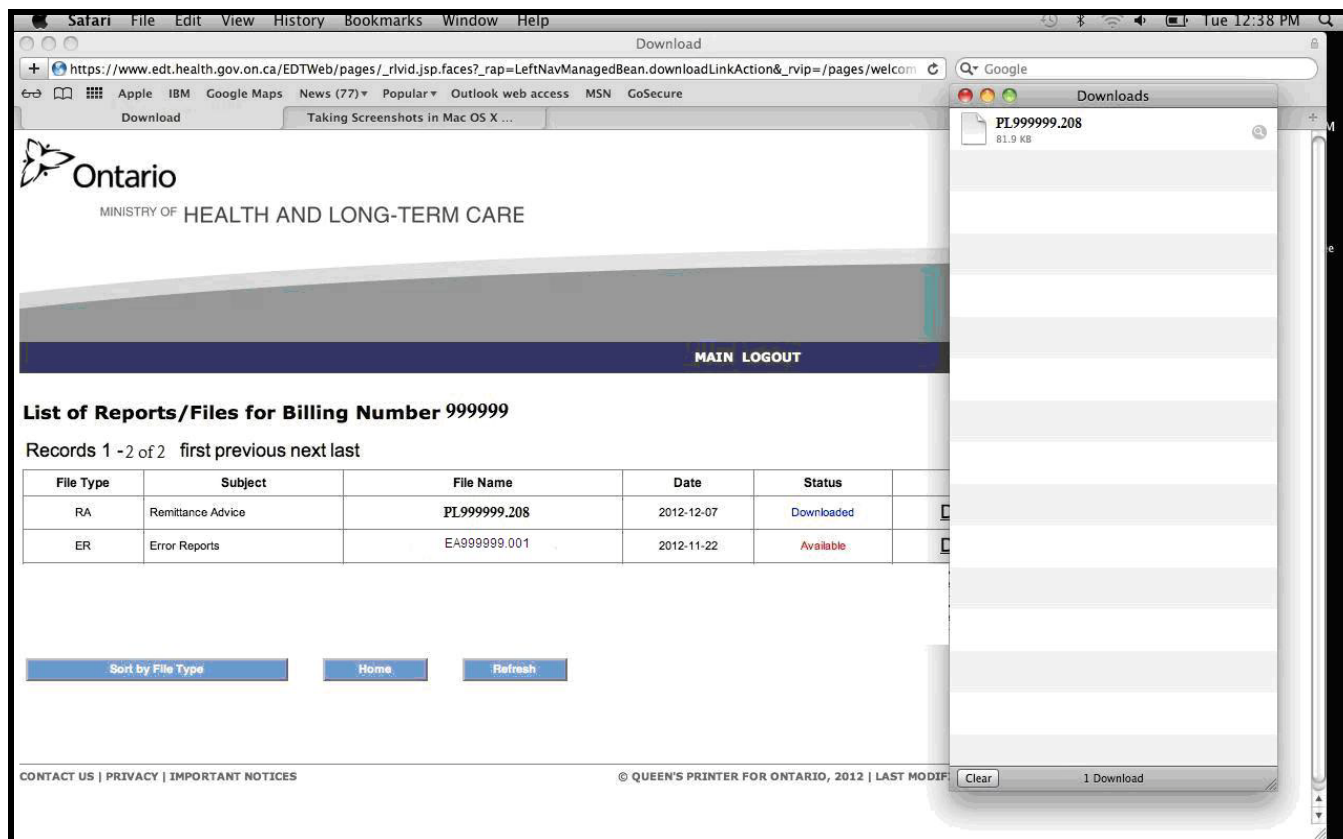 Safari File Edit View History Bookmarks Window Help Tue 12:38 PM
Download
https://www.edt.health.gov.on.ca/EDTWeb/pages/_rlvid.jsp.faces?_rap=LeftNavManagedBean.downloadLinkAction&_rvip=/pages/welcom Google
Apple IBM Google Maps News (77) Popular Outlook web access MSN GoSecure
Download Taking Screenshots in Mac OS X ...
Downloads
PL999999.208
81.9 KB
Ontario
MINISTRY OF HEALTH AND LONG-TERM CARE
MAIN LOGOUT
List of Reports/Files for Billing Number 999999
Records 1 -2 of 2 first previous next last
File Type Subject File Name Date Status
RA Remittance Advice PL999999.208 2012-12-07 Downloaded D
ER Error Reports EA999999.001 2012-11-22 Available D
Sort by File Type Home Refresh
CONTACT US | PRIVACY | IMPORTANT NOTICES © QUEEN'S PRINTER FOR ONTARIO, 2012 | LAST MODIF
Clear 1 Download